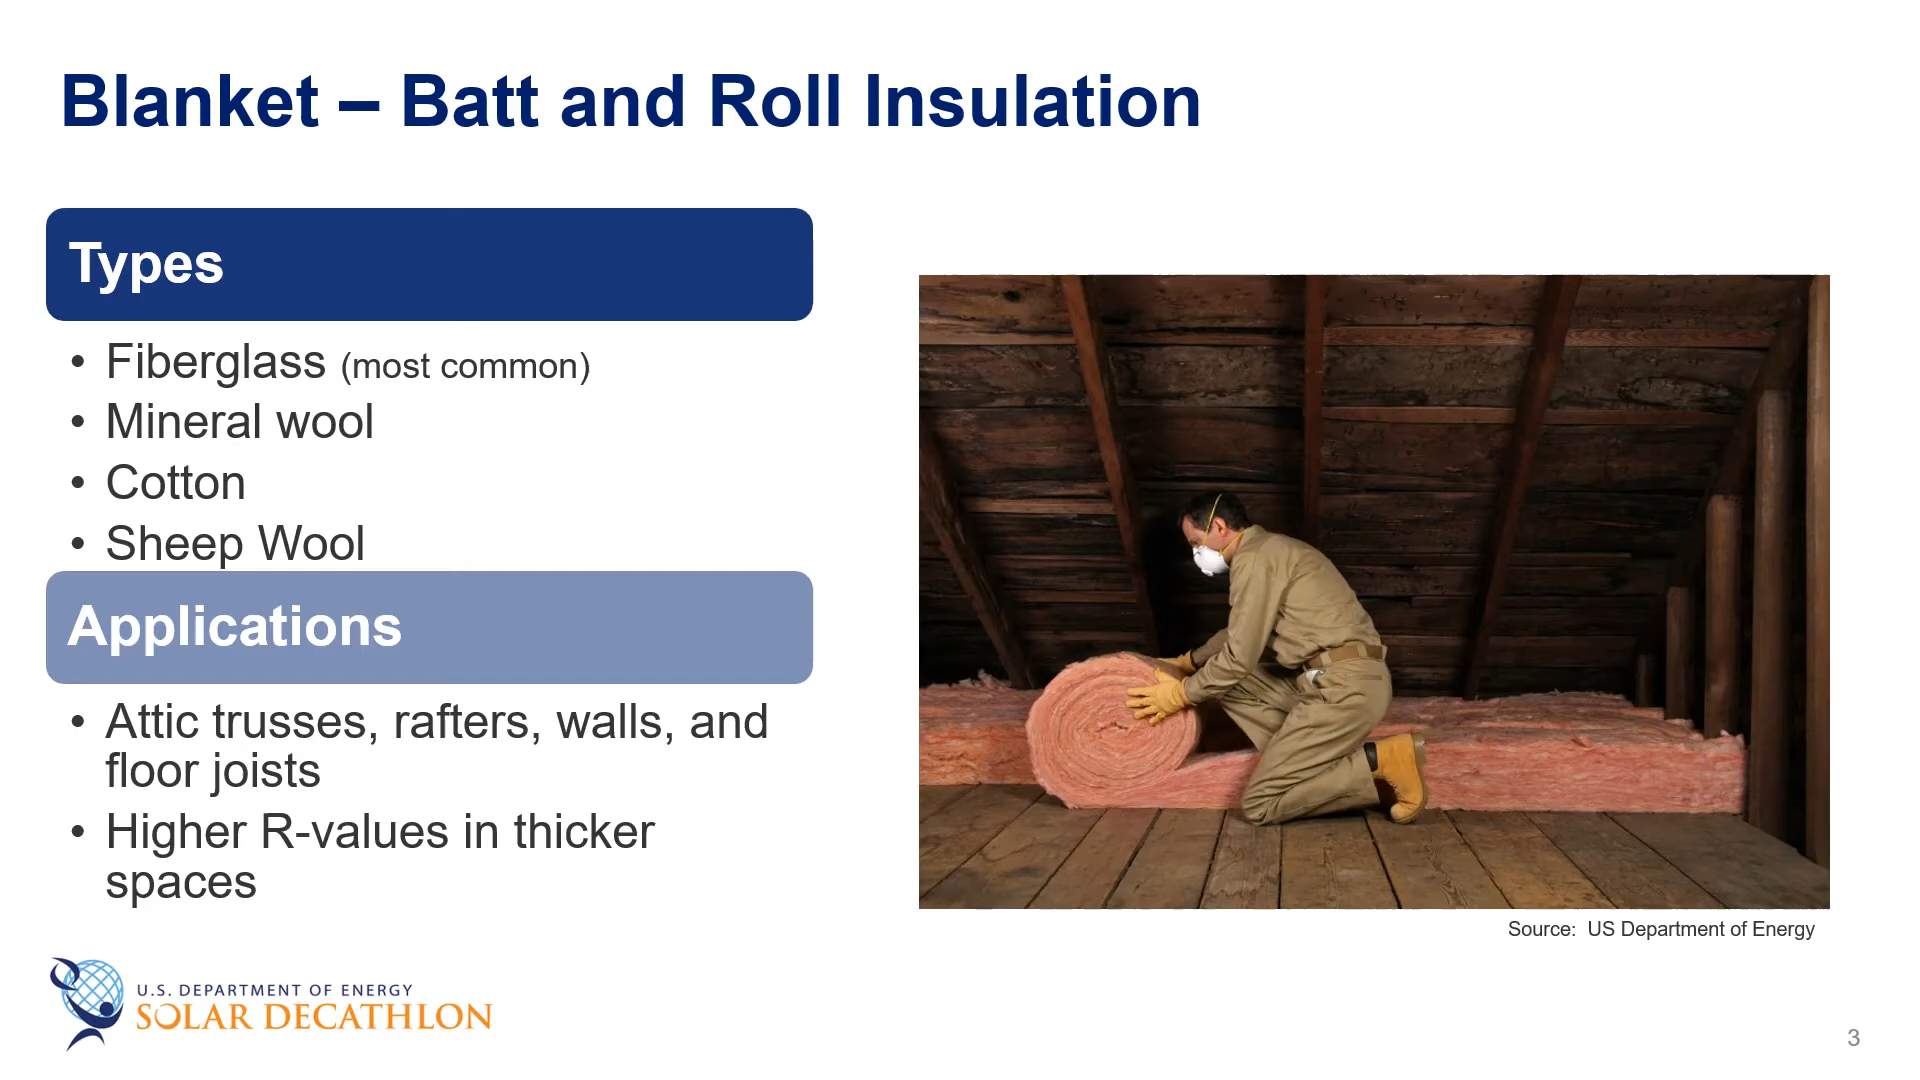 Blanket – Batt and Roll Insulation
Types
• Fiberglass (most common)
• Mineral wool
• Cotton
• Sheep Wool
Applications
• Attic trusses, rafters, walls, and
floor joists
• Higher R-values in thicker
spaces
Source: US Department of Energy
U.S. DEPARTMENT OF ENERGY
SOLAR DECATHLON
3